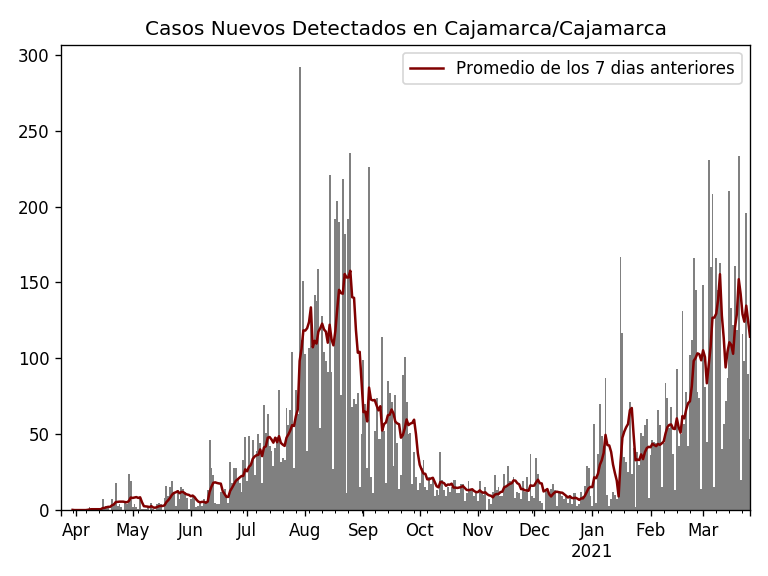 Casos Nuevos Detectados en Cajamarca/Cajamarca
Promedio de los 7 dias anteriores
300
250
200
150
100
50
0
Apr May Jun Jul Aug Sep Oct Nov Dec Jan Feb Mar
2021